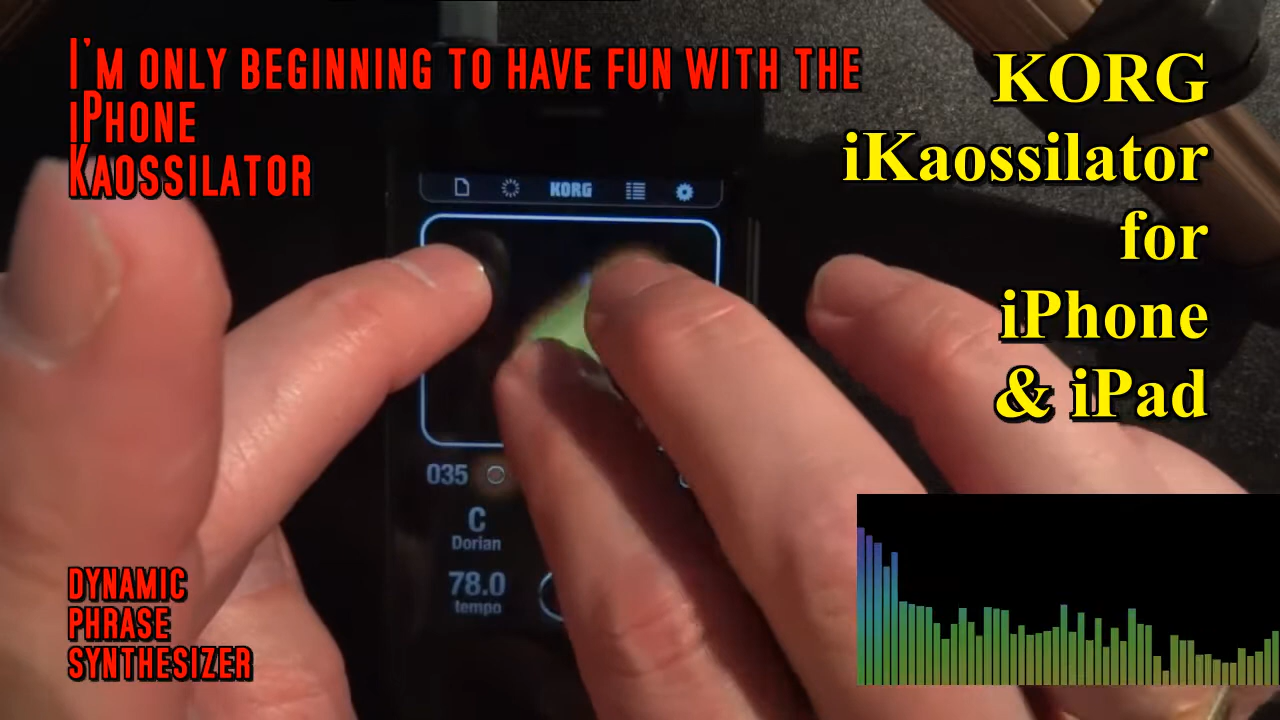 I'M ONLY BEGINNING TO HAVE FUN WITH THE
iPHONE
KAOSSILATOR
KORG
iKaossilator
for
iPhone
& iPad
KORG
035
C
Dorian
78.0
tempo
DYNAMIC
PHRASE
SYNTHESIZER